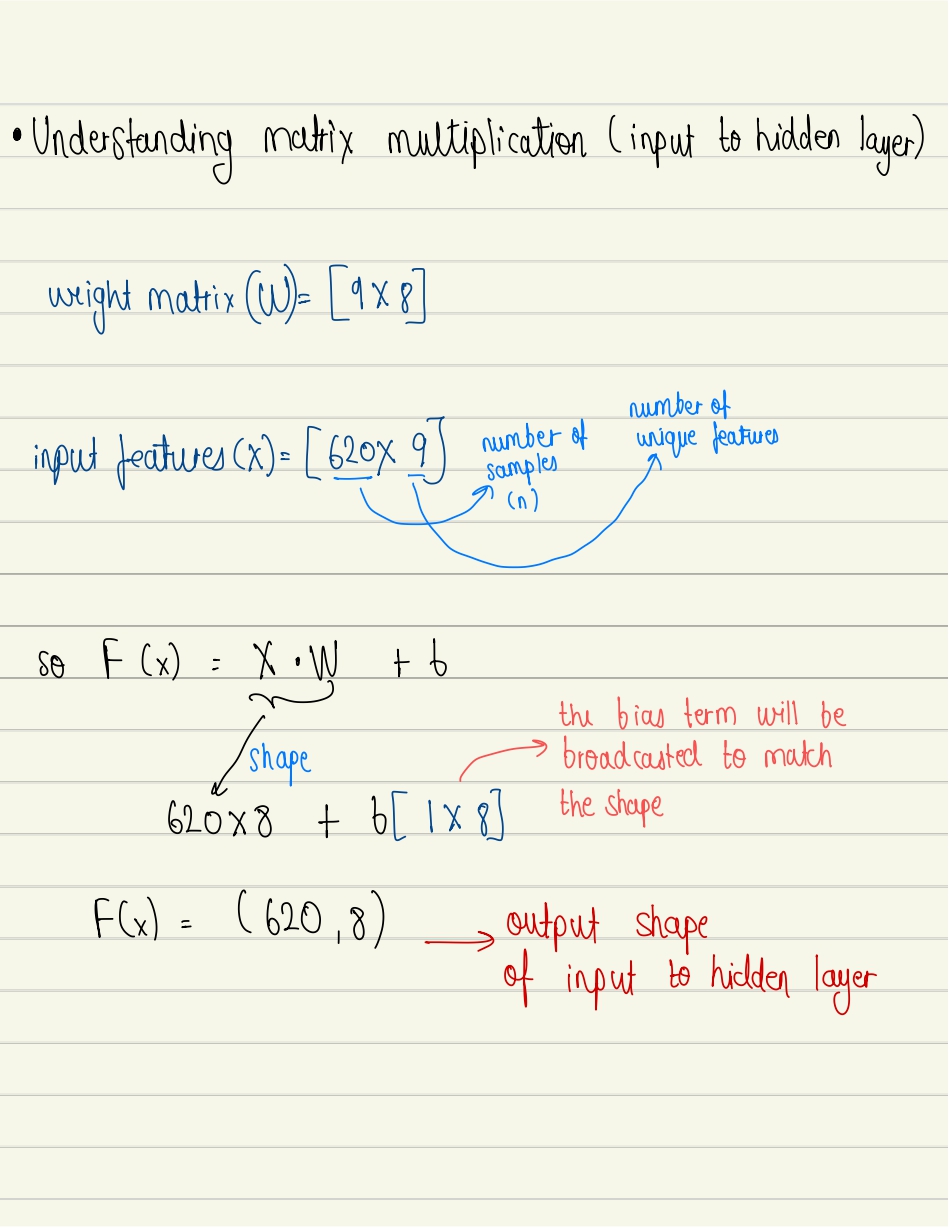 • Understanding matrix multiplication (input to hidden layer)
weight matrix (W) = [9 X 8]
input features (x) = [620 X 9]
number of
samples
(n)
number of
unique features
so F(x) = X • W + b
shape
the bias term will be
broadcasted to match
the shape
620 X 8 + b [1 X 8]
F(x) = (620, 8)
output shape
of input to hidden layer